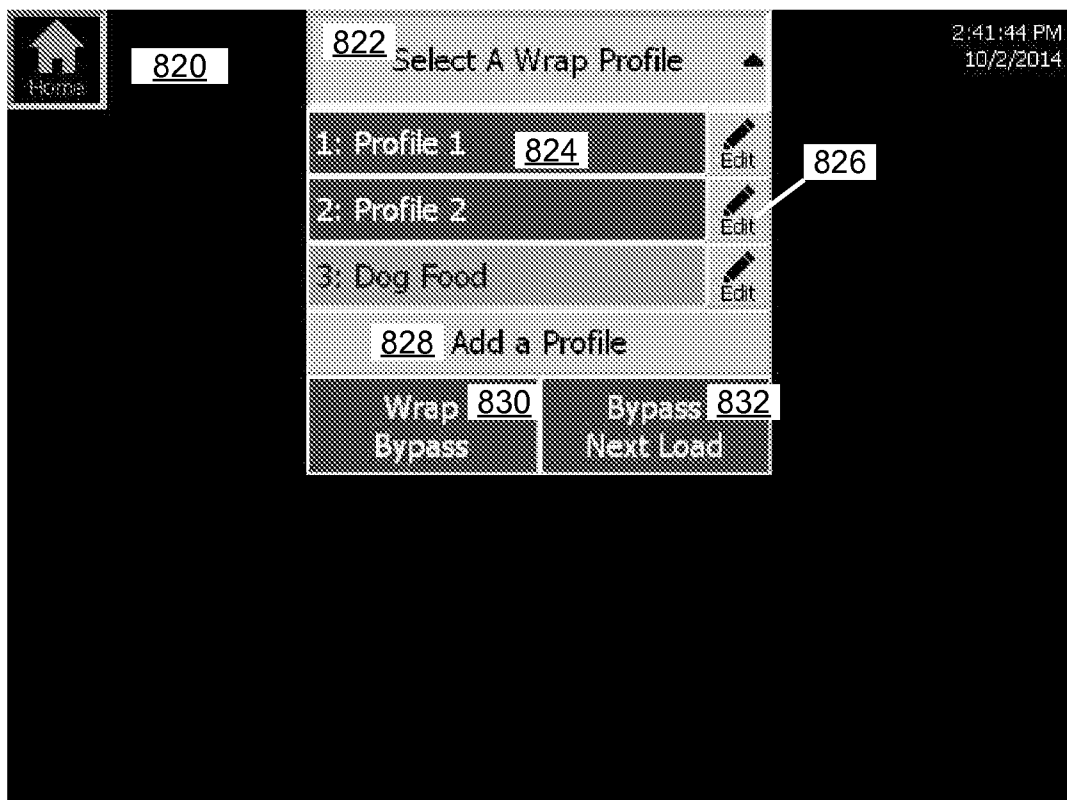 Home
820
822 Select A Wrap Profile
2:41:44 PM
10/2/2014
1: Profile 1 824
Edit
826
2: Profile 2
Edit
3: Dog Food
Edit
828 Add a Profile
Wrap 830
Bypass
Bypass 832
Next Load